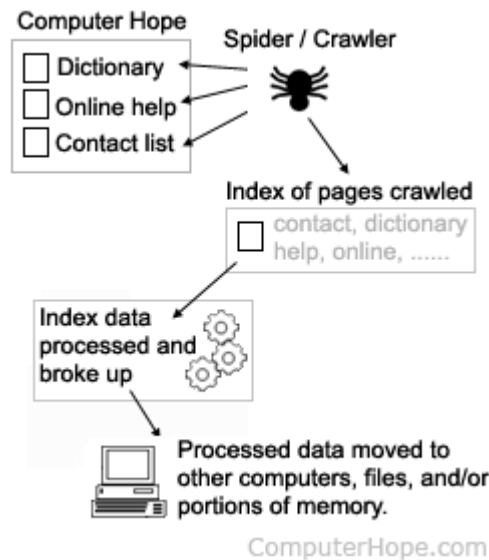 Computer Hope
Spider / Crawler
Dictionary
Online help
Contact list
Index of pages crawled
contact, dictionary
help, online, ......
Index data
processed and
broke up
Processed data moved to
other computers, files, and/or
portions of memory.
ComputerHope.com